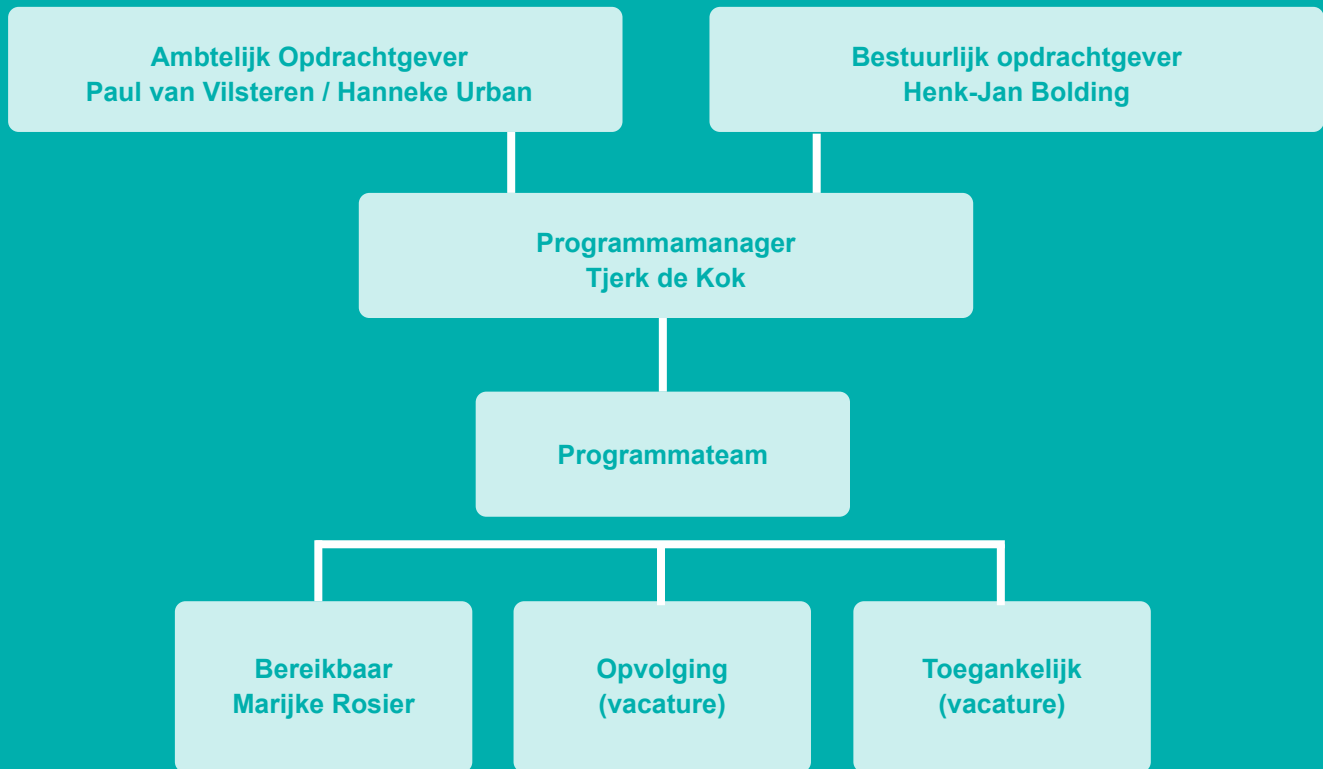 Ambtelijk Opdrachtgever
Paul van Vilsteren / Hanneke Urban
Bestuurlijk opdrachtgever
Henk-Jan Bolding
Programmamanager
Tjerk de Kok
Programmateam
Bereikbaar
Marijke Rosier
Opvolging
(vacature)
Toegankelijk
(vacature)